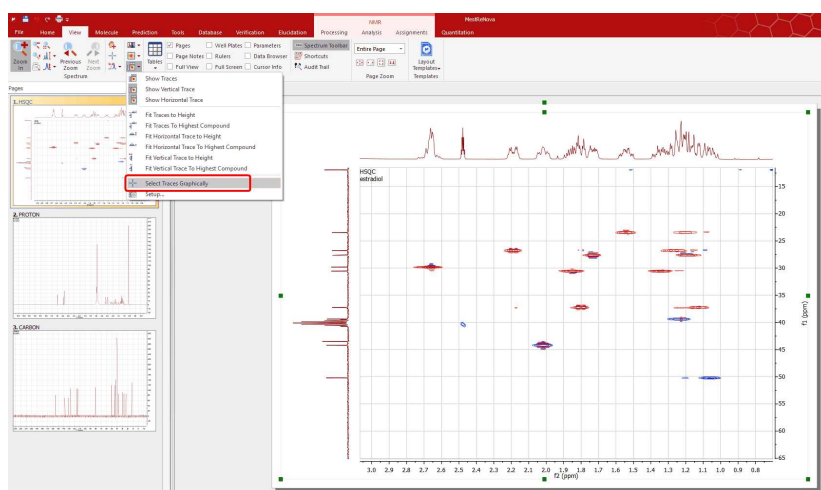 NMR
MestReNova
File Home View Molecule Prediction Tools Database Verification Elucidation Processing Analysis Assignments Quantitation
Zoom In
Previous Zoom
Next Zoom
Spectrum
Tables
Pages Well Plates Parameters
Page Notes Rulers Data Browser
Full View Full Screen Cursor Info
Spectrum Toolbar
Shortcuts
Audit Trail
Entire Page
Page Zoom
Layout Templates
Templates
Pages
Show Traces
Show Vertical Trace
Show Horizontal Trace
Fit Traces to Height
Fit Traces To Highest Compound
Fit Horizontal Trace to Height
Fit Horizontal Trace To Highest Compound
Fit Vertical Trace to Height
Fit Vertical Trace To Highest Compound
Select Traces Graphically
Setup...
1. HSQC
2. PROTON
3. CARBON
HSQC
estradiol
15
20
25
30
35
40
45
50
55
60
65
f1 (ppm)
3.0 2.9 2.8 2.7 2.6 2.5 2.4 2.3 2.2 2.1 2.0 1.9 1.8 1.7 1.6 1.5 1.4 1.3 1.2 1.1 1.0 0.9 0.8
f2 (ppm)